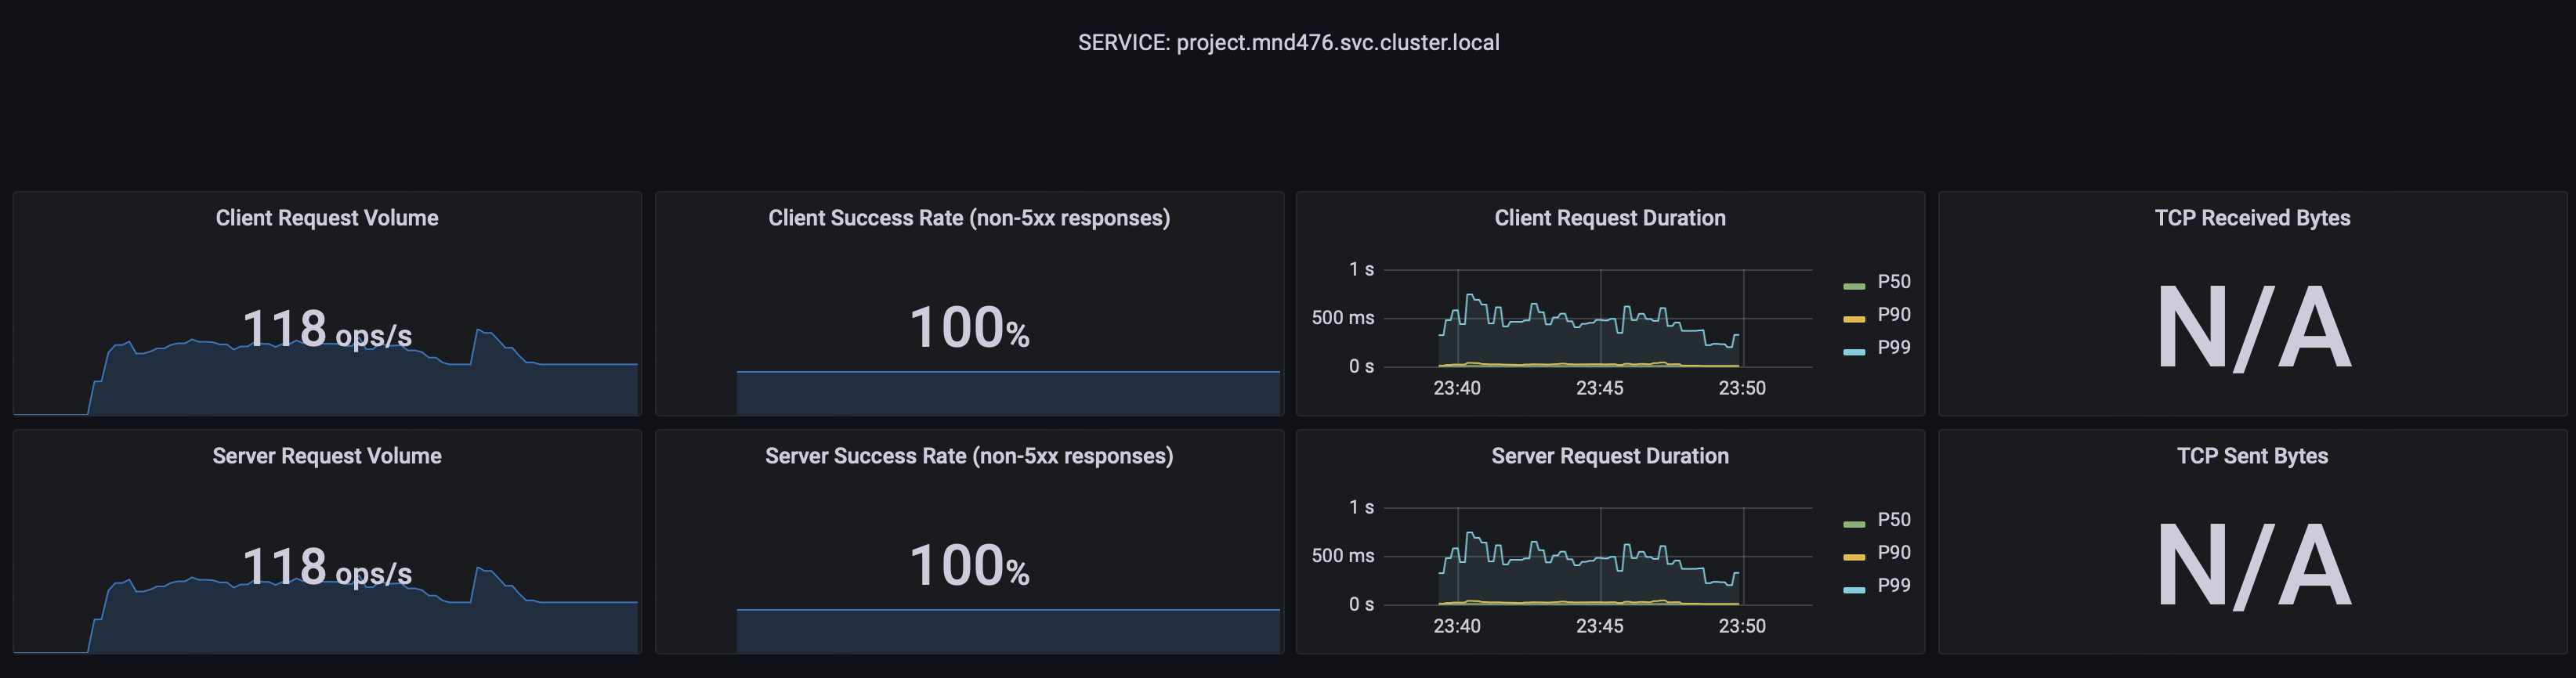 SERVICE: project.mnd476.svc.cluster.local
Client Request Volume
118 ops/s
Client Success Rate (non-5xx responses)
100%
Client Request Duration
1 s
500 ms
0 s
23:40 23:45 23:50
P50
P90
P99
TCP Received Bytes
N/A
Server Request Volume
118 ops/s
Server Success Rate (non-5xx responses)
100%
Server Request Duration
1 s
500 ms
0 s
23:40 23:45 23:50
P50
P90
P99
TCP Sent Bytes
N/A